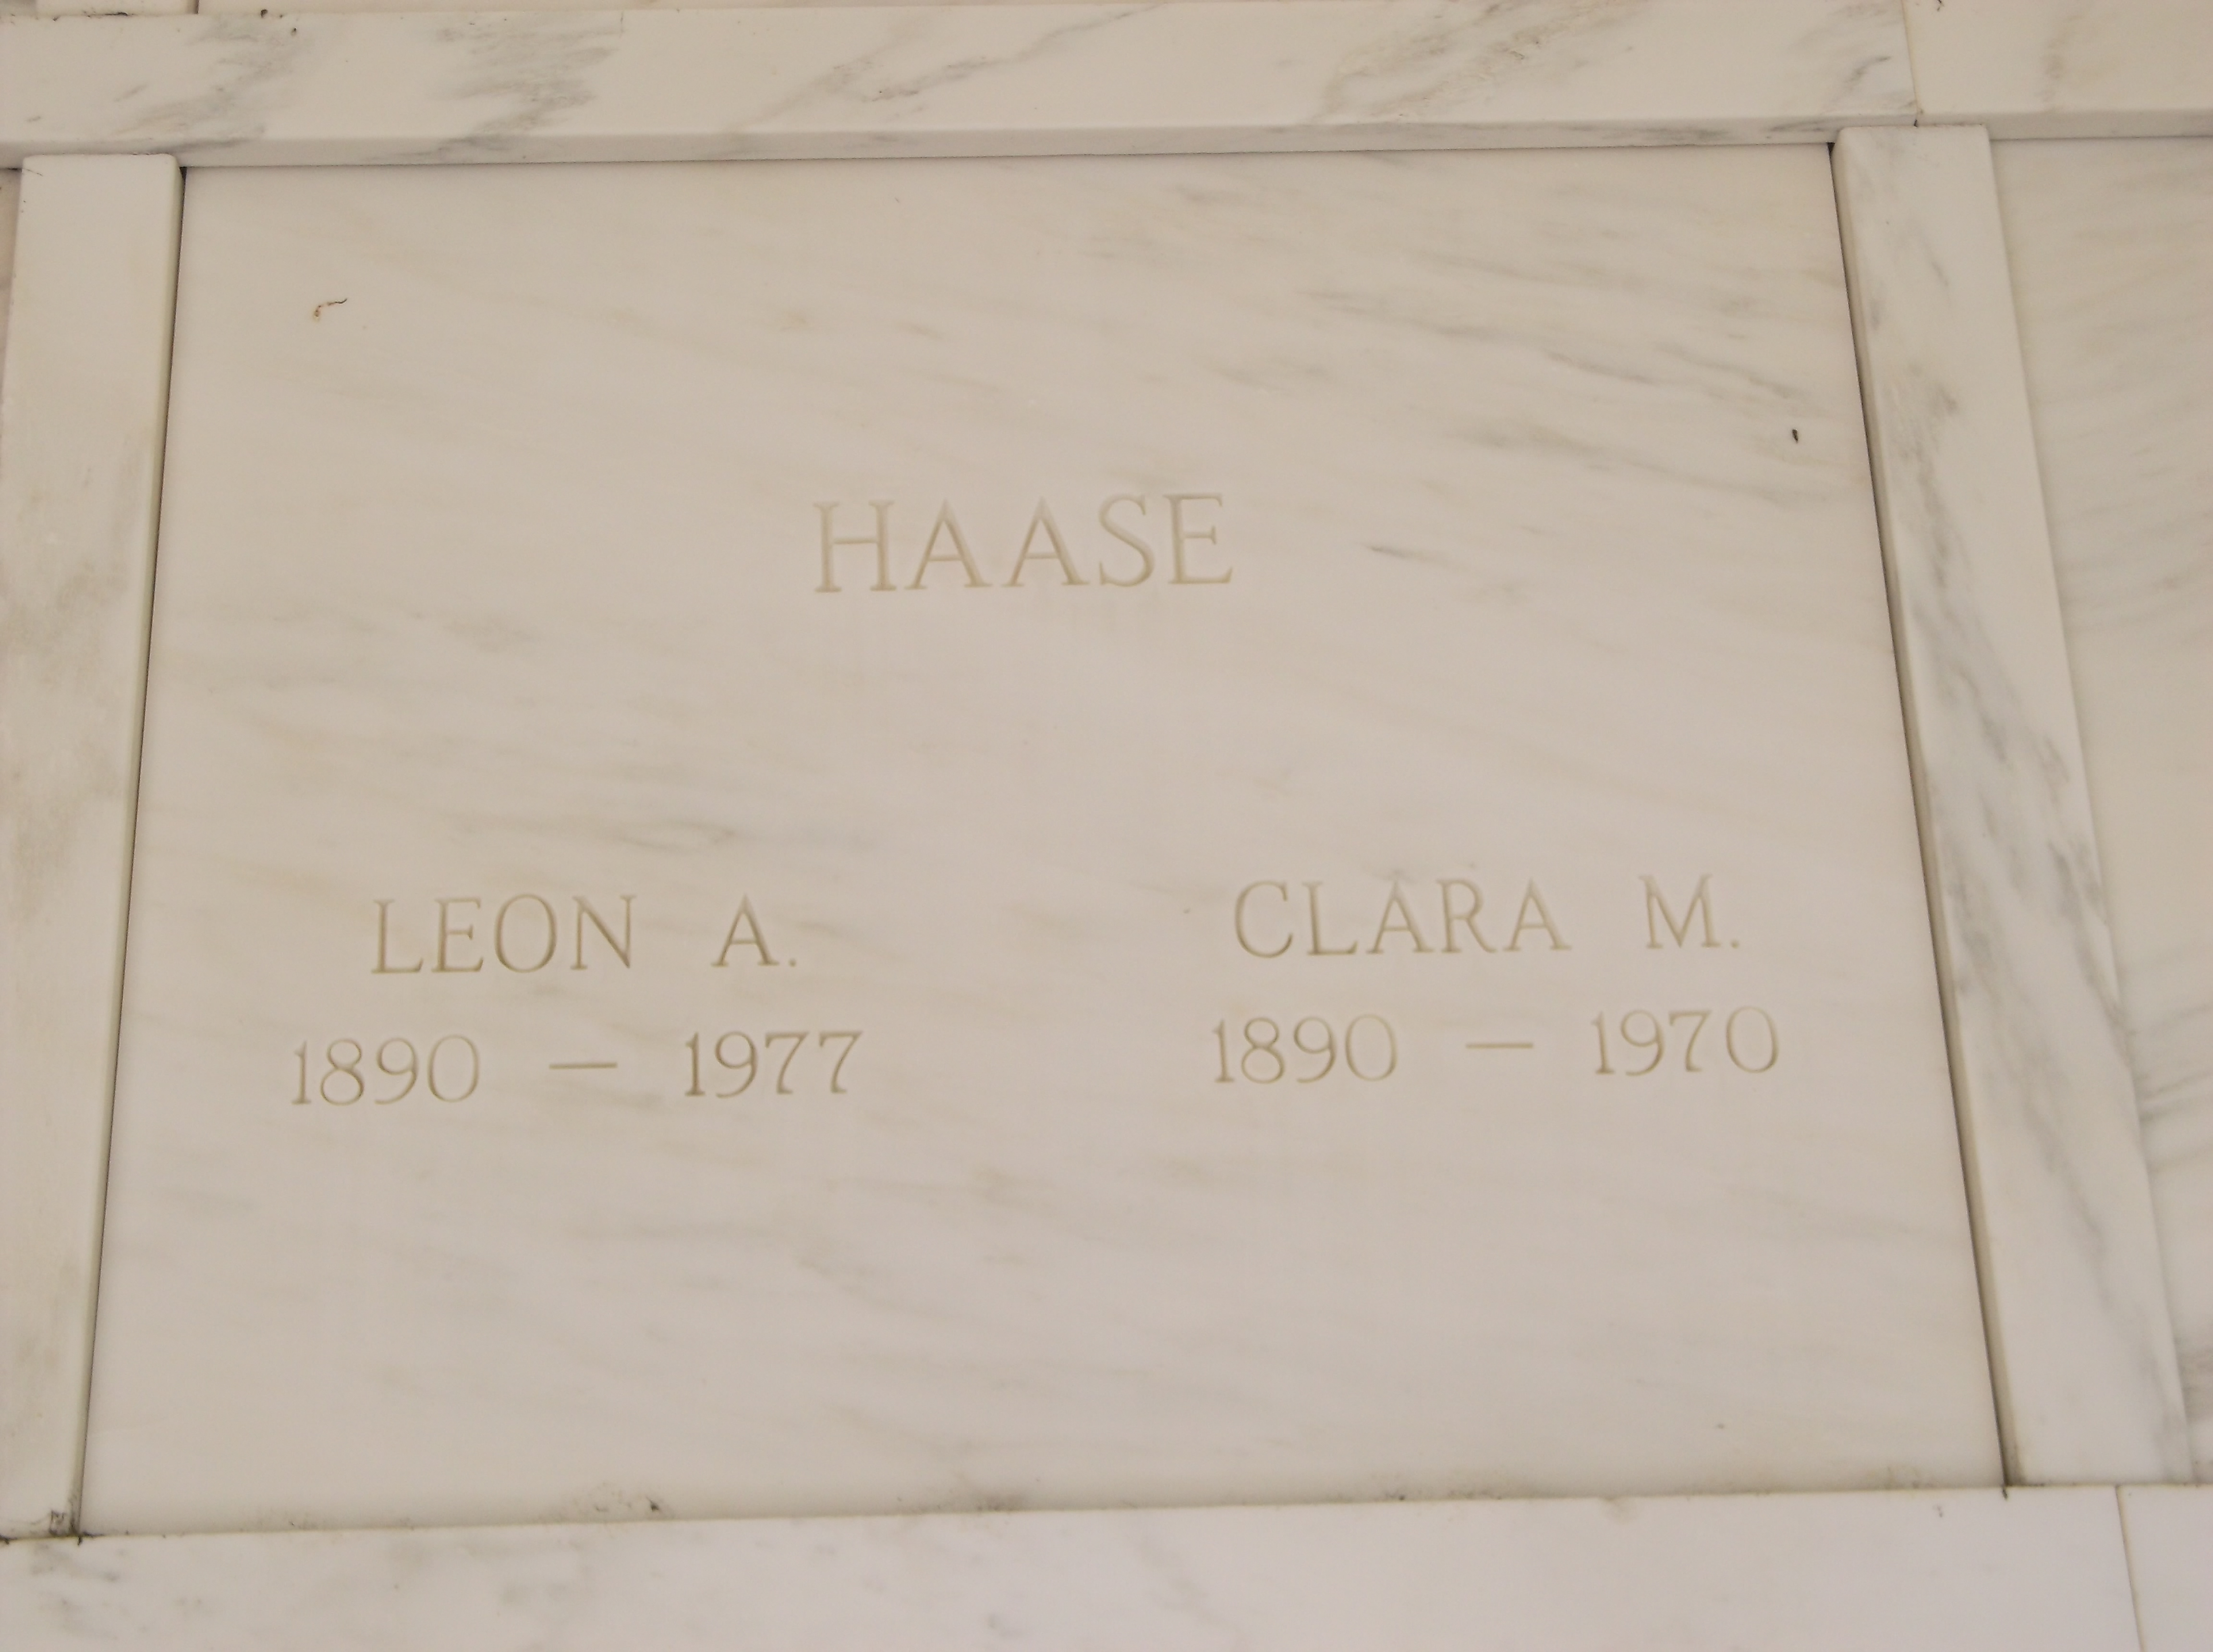 HAASE
LEON A. CLARA M.
1890 — 1977 1890 — 1970